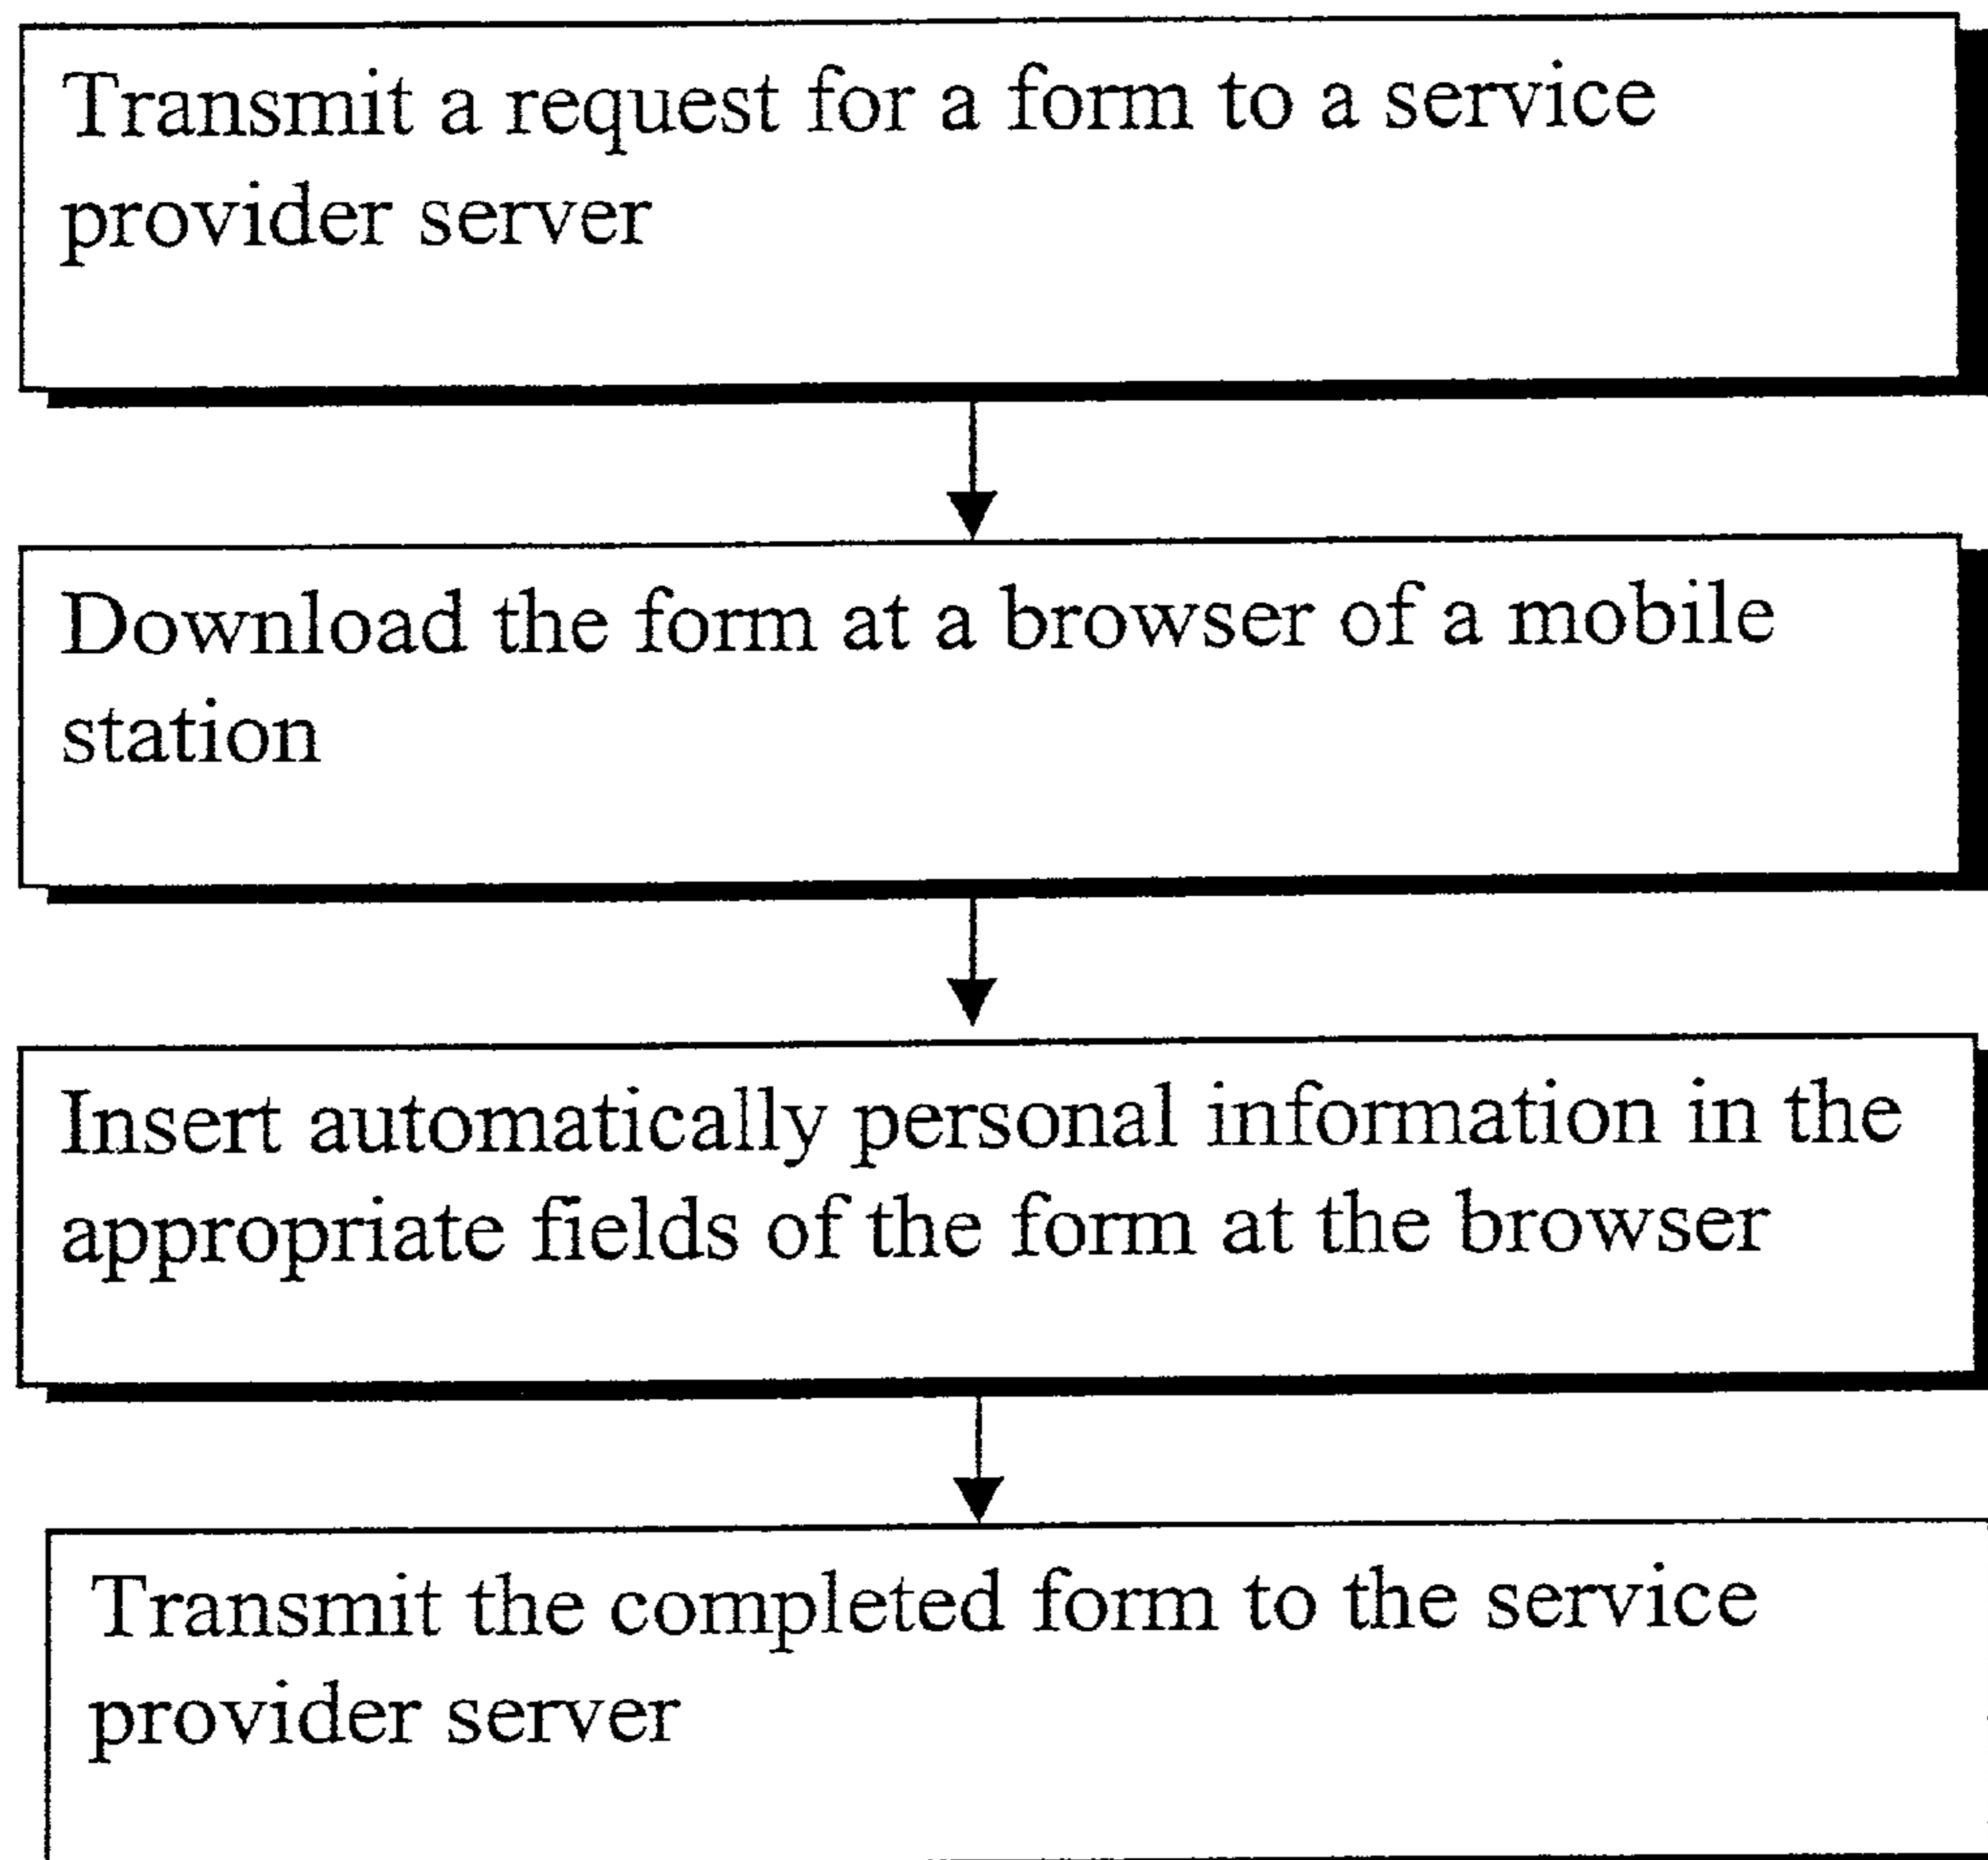 Transmit a request for a form to a service
provider server
Download the form at a browser of a mobile
station
Insert automatically personal information in the
appropriate fields of the form at the browser
Transmit the completed form to the service
provider server